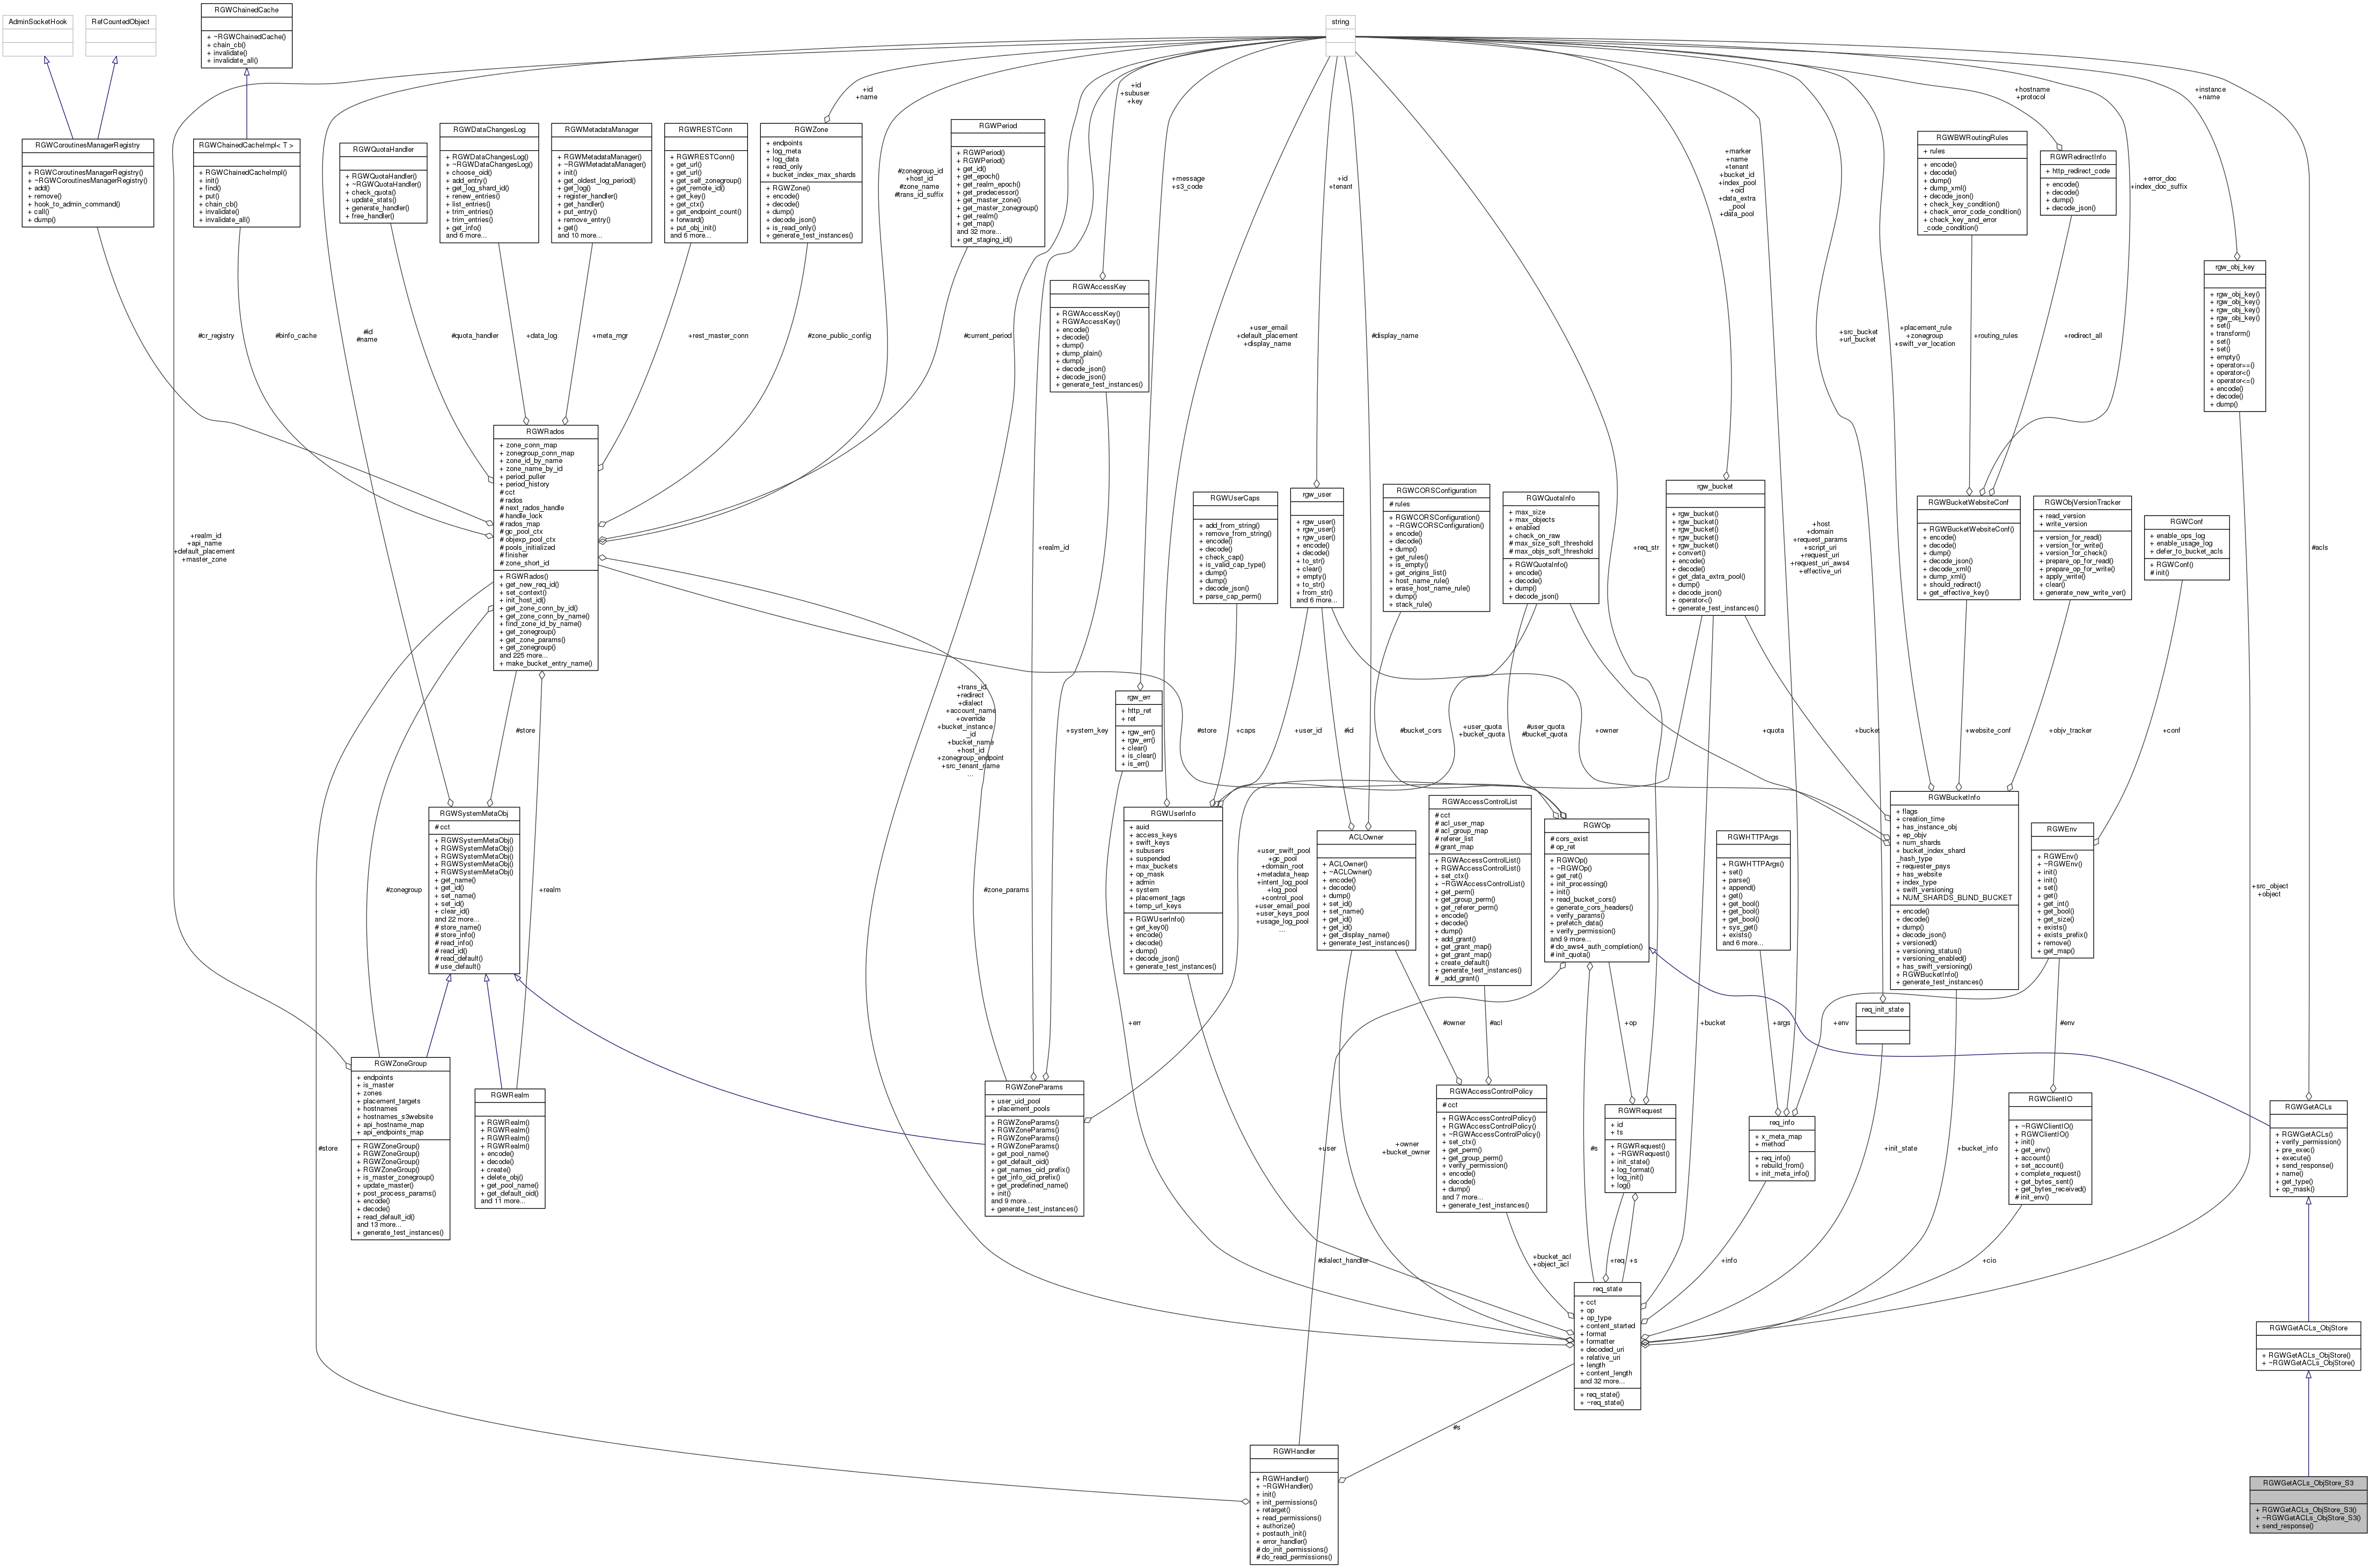 AdminSocketHook
RefCountedObject
RGWChainedCache
+ ~RGWChainedCache()
+ chain_cb()
+ invalidate()
+ invalidate_all()
string
RGWCoroutinesManagerRegistry
+ RGWCoroutinesManagerRegistry()
+ ~RGWCoroutinesManagerRegistry()
+ add()
+ remove()
+ hook_to_admin_command()
+ call()
+ dump()
RGWChainedCacheImpl< T >
+ RGWChainedCacheImpl()
+ init()
+ find()
+ put()
+ chain_cb()
+ invalidate()
+ invalidate_all()
RGWQuotaHandler
+ RGWQuotaHandler()
+ ~RGWQuotaHandler()
+ check_quota()
+ update_stats()
+ generate_handler()
+ free_handler()
RGWDataChangesLog
+ RGWDataChangesLog()
+ ~RGWDataChangesLog()
+ choose_oid()
+ add_entry()
+ get_log_shard_id()
+ renew_entries()
+ list_entries()
+ trim_entries()
+ trim_entries()
+ get_info()
and 6 more...
RGWMetadataManager
+ RGWMetadataManager()
+ ~RGWMetadataManager()
+ init()
+ get_oldest_log_period()
+ get_log()
+ register_handler()
+ get_handler()
+ put_entry()
+ remove_entry()
+ get()
and 10 more...
RGWRESTConn
+ RGWRESTConn()
+ get_url()
+ get_url()
+ get_self_zonegroup()
+ get_remote_id()
+ get_key()
+ get_ctx()
+ get_endpoint_count()
+ forward()
+ put_obj_init()
and 6 more...
RGWZone
+ endpoints
+ log_meta
+ log_data
+ read_only
+ bucket_index_max_shards
+ RGWZone()
+ encode()
+ decode()
+ dump()
+ decode_json()
+ is_read_only()
+ generate_test_instances()
+id
+name
RGWPeriod
+ RGWPeriod()
+ RGWPeriod()
+ get_id()
+ get_epoch()
+ get_realm_epoch()
+ get_predecessor()
+ get_master_zone()
+ get_master_zonegroup()
+ get_realm()
+ get_map()
and 32 more...
+ get_staging_id()
#zonegroup_id
+host_id
#zone_name
#trans_id_suffix
+id
+subuser
+key
+message
+s3_code
+id
+tenant
+marker
+name
+tenant
+bucket_id
+index_pool
+oid
+data_extra
_pool
+data_pool
+hostname
+protocol
+instance
+name
+error_doc
+index_doc_suffix
RGWBWRoutingRules
+ rules
+ encode()
+ decode()
+ dump()
+ dump_xml()
+ decode_json()
+ check_key_condition()
+ check_error_code_condition()
+ check_key_and_error
_code_condition()
RGWRedirectInfo
+ http_redirect_code
+ encode()
+ decode()
+ dump()
+ decode_json()
rgw_obj_key
+ rgw_obj_key()
+ rgw_obj_key()
+ rgw_obj_key()
+ rgw_obj_key()
+ set()
+ transform()
+ set()
+ set()
+ empty()
+ operator==()
+ operator<()
+ operator<=()
+ encode()
+ decode()
+ dump()
RGWAccessKey
+ RGWAccessKey()
+ RGWAccessKey()
+ encode()
+ decode()
+ dump()
+ dump_plain()
+ dump()
+ decode_json()
+ decode_json()
+ generate_test_instances()
#cr_registry
#binfo_cache
#id
#name
#quota_handler
+data_log
+meta_mgr
+rest_master_conn
#zone_public_config
#current_period
+user_email
+default_placement
+display_name
#display_name
+src_bucket
+url_bucket
+placement_rule
+zonegroup
+swift_ver_location
+routing_rules
+redirect_all
RGWRados
+ zone_conn_map
+ zonegroup_conn_map
+ zone_id_by_name
+ zone_name_by_id
+ period_puller
+ period_history
# cct
# rados
# next_rados_handle
# handle_lock
# rados_map
# gc_pool_ctx
# objexp_pool_ctx
# pools_initialized
# finisher
# zone_short_id
+ RGWRados()
+ get_new_req_id()
+ set_context()
+ init_host_id()
+ get_zone_conn_by_id()
+ get_zone_conn_by_name()
+ find_zone_id_by_name()
+ get_zonegroup()
+ get_zone_params()
+ get_zonegroup()
and 225 more...
+ make_bucket_entry_name()
+realm_id
+api_name
+default_placement
+master_zone
+realm_id
RGWUserCaps
+ add_from_string()
+ remove_from_string()
+ encode()
+ decode()
+ check_cap()
+ is_valid_cap_type()
+ dump()
+ dump()
+ decode_json()
+ parse_cap_perm()
rgw_user
+ rgw_user()
+ rgw_user()
+ rgw_user()
+ encode()
+ decode()
+ to_str()
+ clear()
+ empty()
+ to_str()
+ from_str()
and 6 more...
RGWCORSConfiguration
# rules
+ RGWCORSConfiguration()
+ ~RGWCORSConfiguration()
+ encode()
+ decode()
+ dump()
+ get_rules()
+ is_empty()
+ get_origins_list()
+ host_name_rule()
+ erase_host_name_rule()
+ dump()
+ stack_rule()
RGWQuotaInfo
+ max_size
+ max_objects
+ enabled
+ check_on_raw
# max_size_soft_threshold
# max_objs_soft_threshold
+ RGWQuotaInfo()
+ encode()
+ decode()
+ dump()
+ decode_json()
+req_str
rgw_bucket
+ rgw_bucket()
+ rgw_bucket()
+ rgw_bucket()
+ rgw_bucket()
+ rgw_bucket()
+ convert()
+ encode()
+ decode()
+ get_data_extra_pool()
+ dump()
+ decode_json()
+ operator<()
+ generate_test_instances()
+host
+domain
+request_params
+script_uri
+request_uri
+request_uri_aws4
+effective_uri
RGWBucketWebsiteConf
+ RGWBucketWebsiteConf()
+ encode()
+ decode()
+ dump()
+ decode_json()
+ decode_xml()
+ dump_xml()
+ should_redirect()
+ get_effective_key()
RGWObjVersionTracker
+ read_version
+ write_version
+ version_for_read()
+ version_for_write()
+ version_for_check()
+ prepare_op_for_read()
+ prepare_op_for_write()
+ apply_write()
+ clear()
+ generate_new_write_ver()
RGWConf
+ enable_ops_log
+ enable_usage_log
+ defer_to_bucket_acls
+ RGWConf()
# init()
#acls
+trans_id
+redirect
+dialect
+account_name
+override
+bucket_instance
_id
+bucket_name
+host_id
+zonegroup_endpoint
+src_tenant_name
...
rgw_err
+ http_ret
+ ret
+ rgw_err()
+ rgw_err()
+ clear()
+ is_clear()
+ is_err()
#store
+system_key
#store
+caps
+user_id
#id
#bucket_cors
+user_quota
+bucket_quota
#user_quota
#bucket_quota
+owner
+quota
+bucket
+website_conf
+objv_tracker
+conf
RGWSystemMetaObj
# cct
+ RGWSystemMetaObj()
+ RGWSystemMetaObj()
+ RGWSystemMetaObj()
+ RGWSystemMetaObj()
+ RGWSystemMetaObj()
+ get_name()
+ get_id()
+ set_name()
+ set_id()
+ clear_id()
and 22 more...
# store_name()
# store_info()
# read_info()
# read_id()
# read_default()
# use_default()
#zonegroup
+realm
#zone_params
RGWUserInfo
+ auid
+ access_keys
+ swift_keys
+ subusers
+ suspended
+ max_buckets
+ op_mask
+ admin
+ system
+ placement_tags
+ temp_url_keys
+ RGWUserInfo()
+ get_key0()
+ encode()
+ decode()
+ dump()
+ decode_json()
+ generate_test_instances()
+user_swift_pool
+gc_pool
+domain_root
+metadata_heap
+intent_log_pool
+log_pool
+control_pool
+user_email_pool
+user_keys_pool
+usage_log_pool
...
ACLOwner
+ ACLOwner()
+ ~ACLOwner()
+ encode()
+ decode()
+ dump()
+ set_id()
+ set_name()
+ get_id()
+ get_id()
+ get_display_name()
+ generate_test_instances()
RGWAccessControlList
# cct
# acl_user_map
# acl_group_map
# referer_list
# grant_map
+ RGWAccessControlList()
+ RGWAccessControlList()
+ set_ctx()
+ ~RGWAccessControlList()
+ get_perm()
+ get_group_perm()
+ get_referer_perm()
+ encode()
+ decode()
+ dump()
+ add_grant()
+ get_grant_map()
+ get_grant_map()
+ create_default()
+ generate_test_instances()
# _add_grant()
RGWOp
# cors_exist
# op_ret
+ RGWOp()
+ ~RGWOp()
+ get_ret()
+ init_processing()
+ init()
+ read_bucket_cors()
+ generate_cors_headers()
+ verify_params()
+ prefetch_data()
+ verify_permission()
and 9 more...
# do_aws4_auth_completion()
# init_quota()
RGWHTTPArgs
+ RGWHTTPArgs()
+ set()
+ parse()
+ append()
+ get()
+ get_bool()
+ get_bool()
+ get_bool()
+ sys_get()
+ exists()
and 6 more...
RGWBucketInfo
+ flags
+ creation_time
+ has_instance_obj
+ ep_objv
+ num_shards
+ bucket_index_shard
_hash_type
+ requester_pays
+ has_website
+ index_type
+ swift_versioning
+ NUM_SHARDS_BLIND_BUCKET
+ encode()
+ decode()
+ dump()
+ decode_json()
+ versioned()
+ versioning_status()
+ versioning_enabled()
+ has_swift_versioning()
+ RGWBucketInfo()
+ generate_test_instances()
RGWEnv
+ RGWEnv()
+ ~RGWEnv()
+ init()
+ init()
+ set()
+ get()
+ get_int()
+ get_bool()
+ get_size()
+ exists()
+ exists_prefix()
+ remove()
+ get_map()
+src_object
+object
req_init_state
+err
#owner
#acl
+op
+bucket
+args
+env
#env
RGWZoneGroup
+ endpoints
+ is_master
+ zones
+ placement_targets
+ hostnames
+ hostnames_s3website
+ api_hostname_map
+ api_endpoints_map
+ RGWZoneGroup()
+ RGWZoneGroup()
+ RGWZoneGroup()
+ RGWZoneGroup()
+ is_master_zonegroup()
+ update_master()
+ post_process_params()
+ encode()
+ decode()
+ read_default_id()
and 13 more...
+ generate_test_instances()
RGWRealm
+ RGWRealm()
+ RGWRealm()
+ RGWRealm()
+ RGWRealm()
+ encode()
+ decode()
+ create()
+ delete_obj()
+ get_pool_name()
+ get_default_oid()
and 11 more...
RGWZoneParams
+ user_uid_pool
+ placement_pools
+ RGWZoneParams()
+ RGWZoneParams()
+ RGWZoneParams()
+ RGWZoneParams()
+ get_pool_name()
+ get_default_oid()
+ get_names_oid_prefix()
+ get_info_oid_prefix()
+ get_predefined_name()
+ init()
and 9 more...
+ generate_test_instances()
RGWAccessControlPolicy
# cct
+ RGWAccessControlPolicy()
+ RGWAccessControlPolicy()
+ ~RGWAccessControlPolicy()
+ set_ctx()
+ get_perm()
+ get_group_perm()
+ verify_permission()
+ encode()
+ decode()
+ dump()
and 7 more...
+ generate_test_instances()
RGWRequest
+ id
+ ts
+ RGWRequest()
+ ~RGWRequest()
+ init_state()
+ log_format()
+ log_init()
+ log()
req_info
+ x_meta_map
+ method
+ req_info()
+ rebuild_from()
+ init_meta_info()
RGWClientIO
+ ~RGWClientIO()
+ RGWClientIO()
+ init()
+ get_env()
+ account()
+ set_account()
+ complete_request()
+ get_bytes_sent()
+ get_bytes_received()
# init_env()
RGWGetACLs
+ RGWGetACLs()
+ verify_permission()
+ pre_exec()
+ execute()
+ send_response()
+ name()
+ get_type()
+ op_mask()
#store
+user
+owner
+bucket_owner
#s
+init_state
+bucket_info
#dialect_handler
+bucket_acl
+object_acl
+req
+s
+info
+cio
req_state
+ cct
+ op
+ op_type
+ content_started
+ format
+ formatter
+ decoded_uri
+ relative_uri
+ length
+ content_length
and 32 more...
+ req_state()
+ ~req_state()
RGWGetACLs_ObjStore
+ RGWGetACLs_ObjStore()
+ ~RGWGetACLs_ObjStore()
#s
RGWHandler
+ RGWHandler()
+ ~RGWHandler()
+ init()
+ init_permissions()
+ retarget()
+ read_permissions()
+ authorize()
+ postauth_init()
+ error_handler()
# do_init_permissions()
# do_read_permissions()
RGWGetACLs_ObjStore_S3
+ RGWGetACLs_ObjStore_S3()
+ ~RGWGetACLs_ObjStore_S3()
+ send_response()